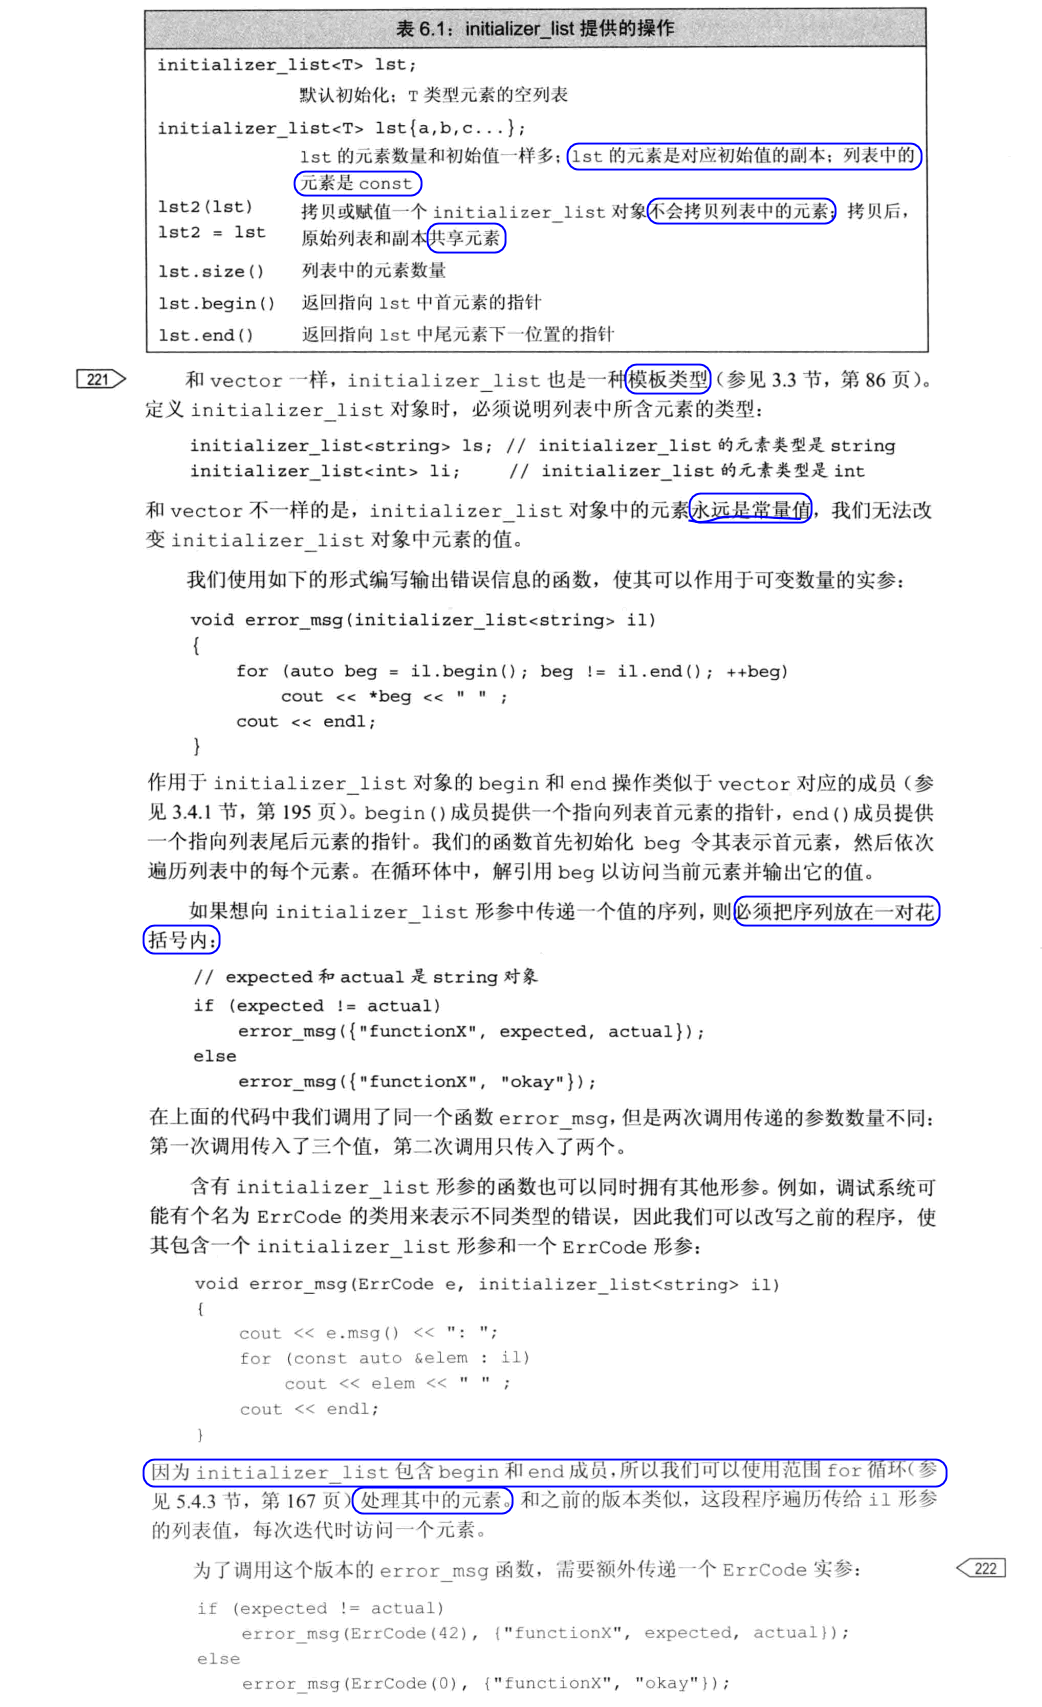 表 6.1：initializer_list 提供的操作
initializer_list<T> lst;
默认初始化；T 类型元素的空列表
initializer_list<T> lst{a,b,c...};
lst 的元素数量和初始值一样多；lst 的元素是对应初始值的副本；列表中的
元素是 const
lst2(lst) 拷贝或赋值一个 initializer_list 对象不会拷贝列表中的元素；拷贝后，
lst2 = lst 原始列表和副本共享元素
lst.size() 列表中的元素数量
lst.begin() 返回指向 lst 中首元素的指针
lst.end() 返回指向 lst 中尾元素下一位置的指针
221 和 vector 一样，initializer_list 也是一种模板类型（参见 3.3 节，第 86 页）。
定义 initializer_list 对象时，必须说明列表中所含元素的类型：
initializer_list<string> ls; // initializer_list 的元素类型是 string
initializer_list<int> li; // initializer_list 的元素类型是 int
和 vector 不一样的是，initializer_list 对象中的元素永远是常量值，我们无法改
变 initializer_list 对象中元素的值。
我们使用如下的形式编写输出错误信息的函数，使其可以作用于可变数量的实参：
void error_msg(initializer_list<string> il)
{
for (auto beg = il.begin(); beg != il.end(); ++beg)
cout << *beg << " " ;
cout << endl;
}
作用于 initializer_list 对象的 begin 和 end 操作类似于 vector 对应的成员（参
见 3.4.1 节，第 195 页）。begin()成员提供一个指向列表首元素的指针，end()成员提供
一个指向列表尾后元素的指针。我们的函数首先初始化 beg 令其表示首元素，然后依次
遍历列表中的每个元素。在循环体中，解引用 beg 以访问当前元素并输出它的值。
如果想向 initializer_list 形参中传递一个值的序列，则必须把序列放在一对花
括号内：
// expected 和 actual 是 string 对象
if (expected != actual)
error_msg({"functionX", expected, actual});
else
error_msg({"functionX", "okay"});
在上面的代码中我们调用了同一个函数 error_msg，但是两次调用传递的参数数量不同：
第一次调用传入了三个值，第二次调用只传入了两个。
含有 initializer_list 形参的函数也可以同时拥有其他形参。例如，调试系统可
能有个名为 ErrCode 的类用来表示不同类型的错误，因此我们可以改写之前的程序，使
其包含一个 initializer_list 形参和一个 ErrCode 形参：
void error_msg(ErrCode e, initializer_list<string> il)
{
cout << e.msg() << ": ";
for (const auto &elem : il)
cout << elem << " " ;
cout << endl;
}
因为 initializer_list 包含 begin 和 end 成员，所以我们可以使用范围 for 循环（参
见 5.4.3 节，第 167 页）处理其中的元素。和之前的版本类似，这段程序遍历传给 il 形参
的列表值，每次迭代时访问一个元素。
为了调用这个版本的 error_msg 函数，需要额外传递一个 ErrCode 实参： 222
if (expected != actual)
error_msg(ErrCode(42), {"functionX", expected, actual});
else
error_msg(ErrCode(0), {"functionX", "okay"});